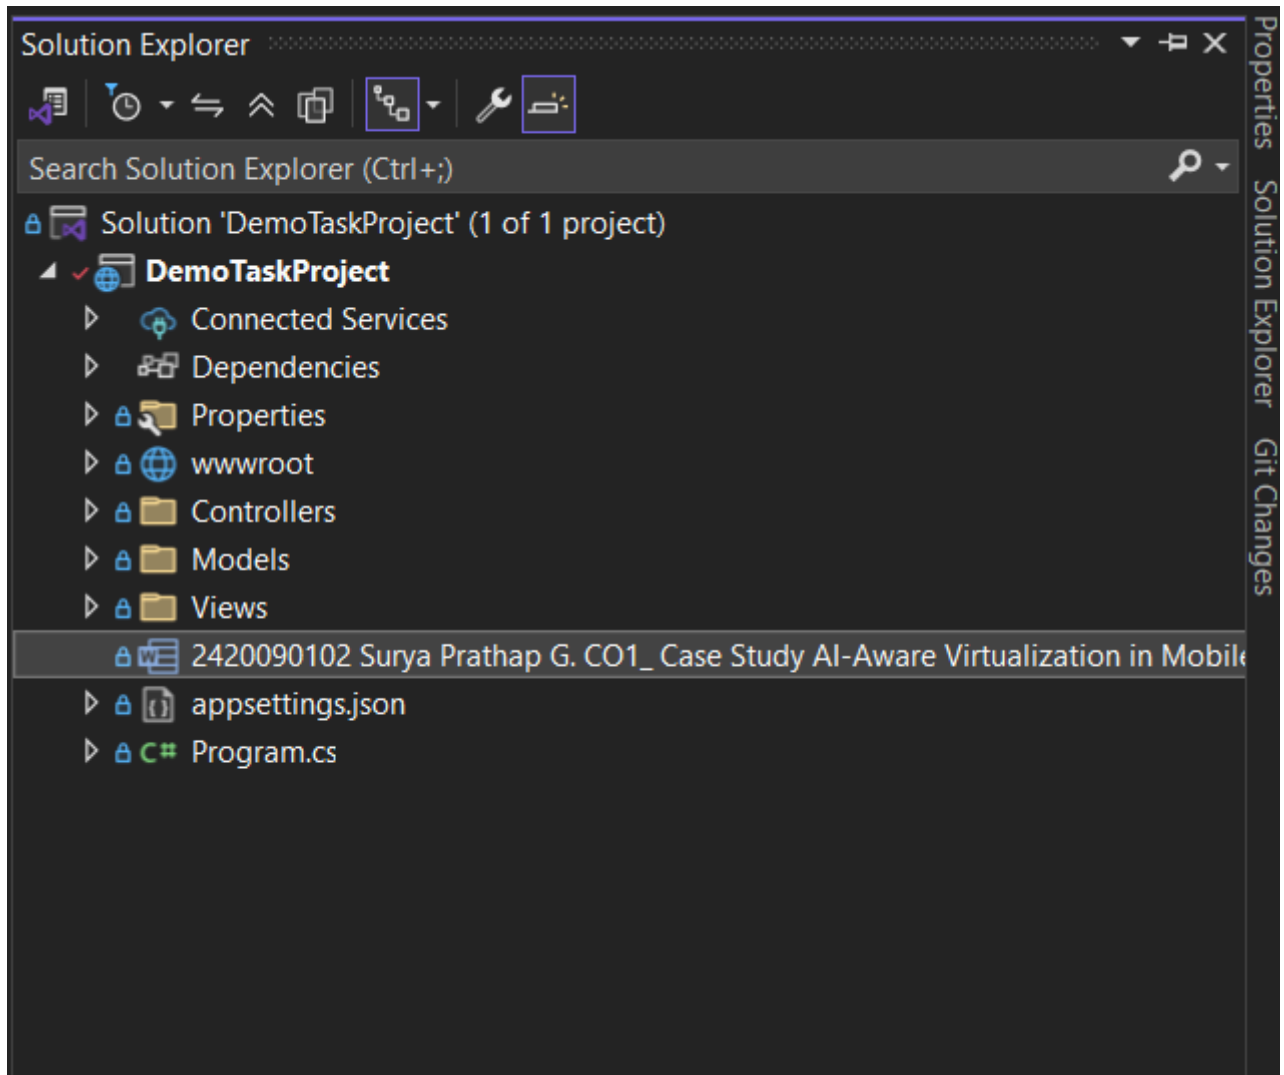 Solution Explorer
Search Solution Explorer (Ctrl+;)
Solution 'DemoTaskProject' (1 of 1 project)
DemoTaskProject
Connected Services
Dependencies
Properties
wwwroot
Controllers
Models
Views
2420090102 Surya Prathap G. CO1_ Case Study AI-Aware Virtualization in Mobile
appsettings.json
C# Program.cs
Properties
Solution Explorer
Git Changes